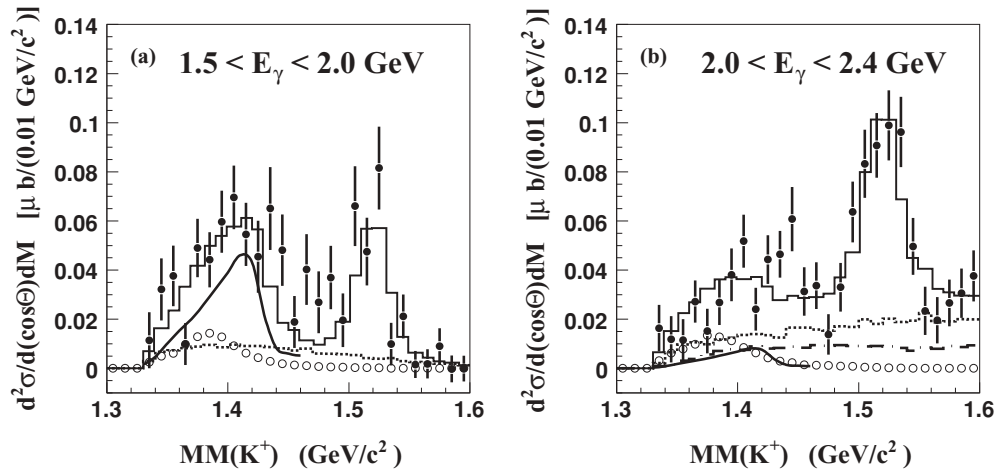 d²σ/d(cosΘ)dM [μ b/(0.01 GeV/c²)]
0.14
0.12
0.1
0.08
0.06
0.04
0.02
0
(a) 1.5 < Eγ < 2.0 GeV
1.3 1.4 1.5 1.6
MM(K⁺) (GeV/c²)
d²σ/d(cosΘ)dM [μ b/(0.01 GeV/c²)]
0.14
0.12
0.1
0.08
0.06
0.04
0.02
0
(b) 2.0 < Eγ < 2.4 GeV
1.3 1.4 1.5 1.6
MM(K⁺) (GeV/c²)